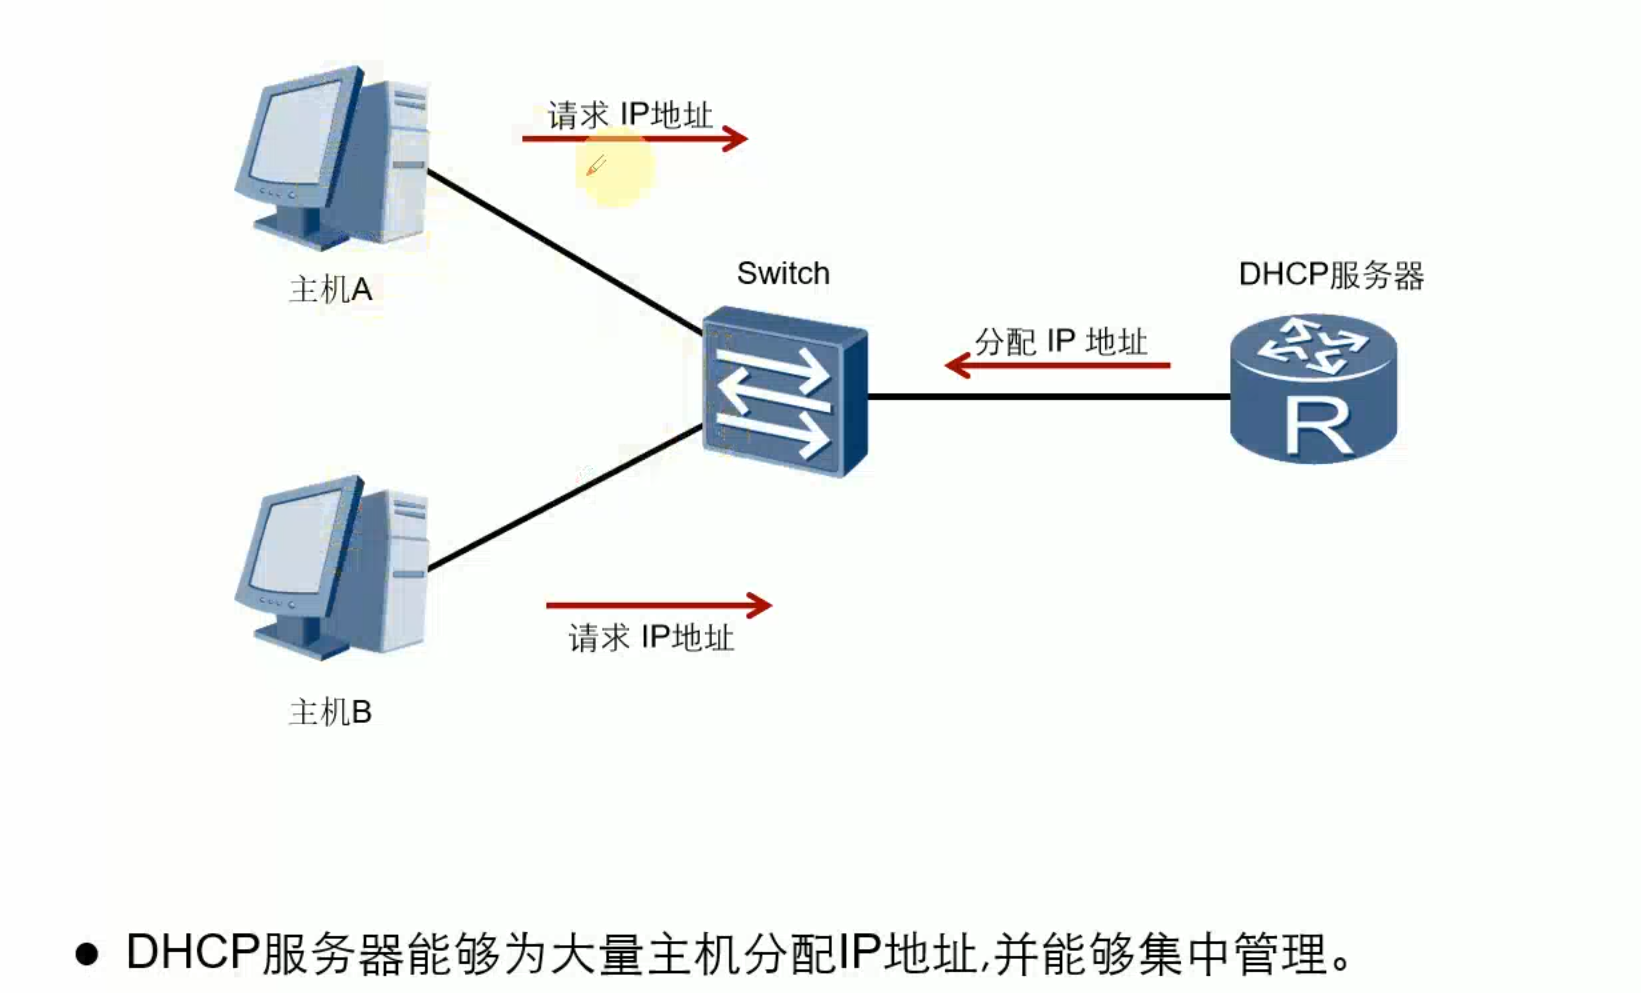 请求 IP地址
主机A
Switch
DHCP服务器
分配 IP 地址
R
请求 IP地址
主机B
● DHCP服务器能够为大量主机分配IP地址,并能够集中管理。